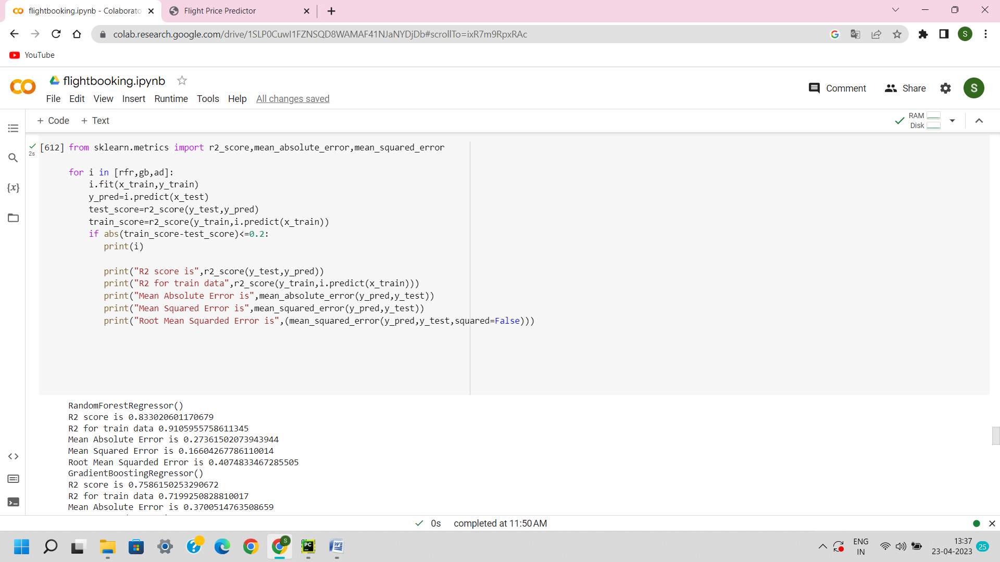 flightbooking.ipynb - Colaborato
Flight Price Predictor
colab.research.google.com/drive/1SLP0CuwI1FZNSQD8WAMAF41NJaNYDjDb#scrollTo=ixR7m9RpxRAc
S
YouTube
flightbooking.ipynb
File Edit View Insert Runtime Tools Help All changes saved
Comment Share S
+ Code + Text
RAM
Disk
2s
[612] from sklearn.metrics import r2_score,mean_absolute_error,mean_squared_error
for i in [rfr,gb,ad]:
i.fit(x_train,y_train)
y_pred=i.predict(x_test)
test_score=r2_score(y_test,y_pred)
train_score=r2_score(y_train,i.predict(x_train))
if abs(train_score-test_score)<=0.2:
print(i)
print("R2 score is",r2_score(y_test,y_pred))
print("R2 for train data",r2_score(y_train,i.predict(x_train)))
print("Mean Absolute Error is",mean_absolute_error(y_pred,y_test))
print("Mean Squared Error is",mean_squared_error(y_pred,y_test))
print("Root Mean Squarded Error is",(mean_squared_error(y_pred,y_test,squared=False)))
RandomForestRegressor()
R2 score is 0.833020601170679
R2 for train data 0.9105955758611345
Mean Absolute Error is 0.27361502073943944
Mean Squared Error is 0.16604267786110014
Root Mean Squarded Error is 0.4074833467285505
GradientBoostingRegressor()
R2 score is 0.7586150253290672
R2 for train data 0.7199250828810017
Mean Absolute Error is 0.3700514763508659
0s completed at 11:50 AM
ENG
IN
13:37
23-04-2023
25